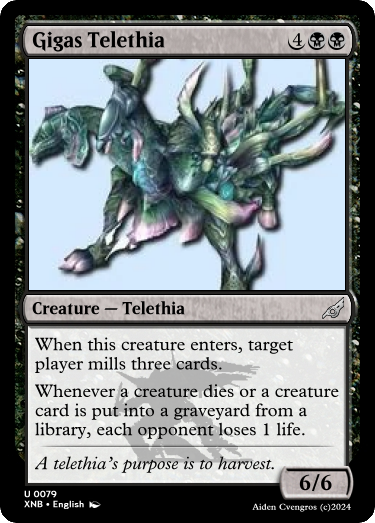 Gigas Telethia 4
Creature — Telethia
When this creature enters, target
player mills three cards.
Whenever a creature dies or a creature
card is put into a graveyard from a
library, each opponent loses 1 life.
A telethia's purpose is to harvest.
6/6
U 0079
XNB • English
Aiden Cvengros (c)2024